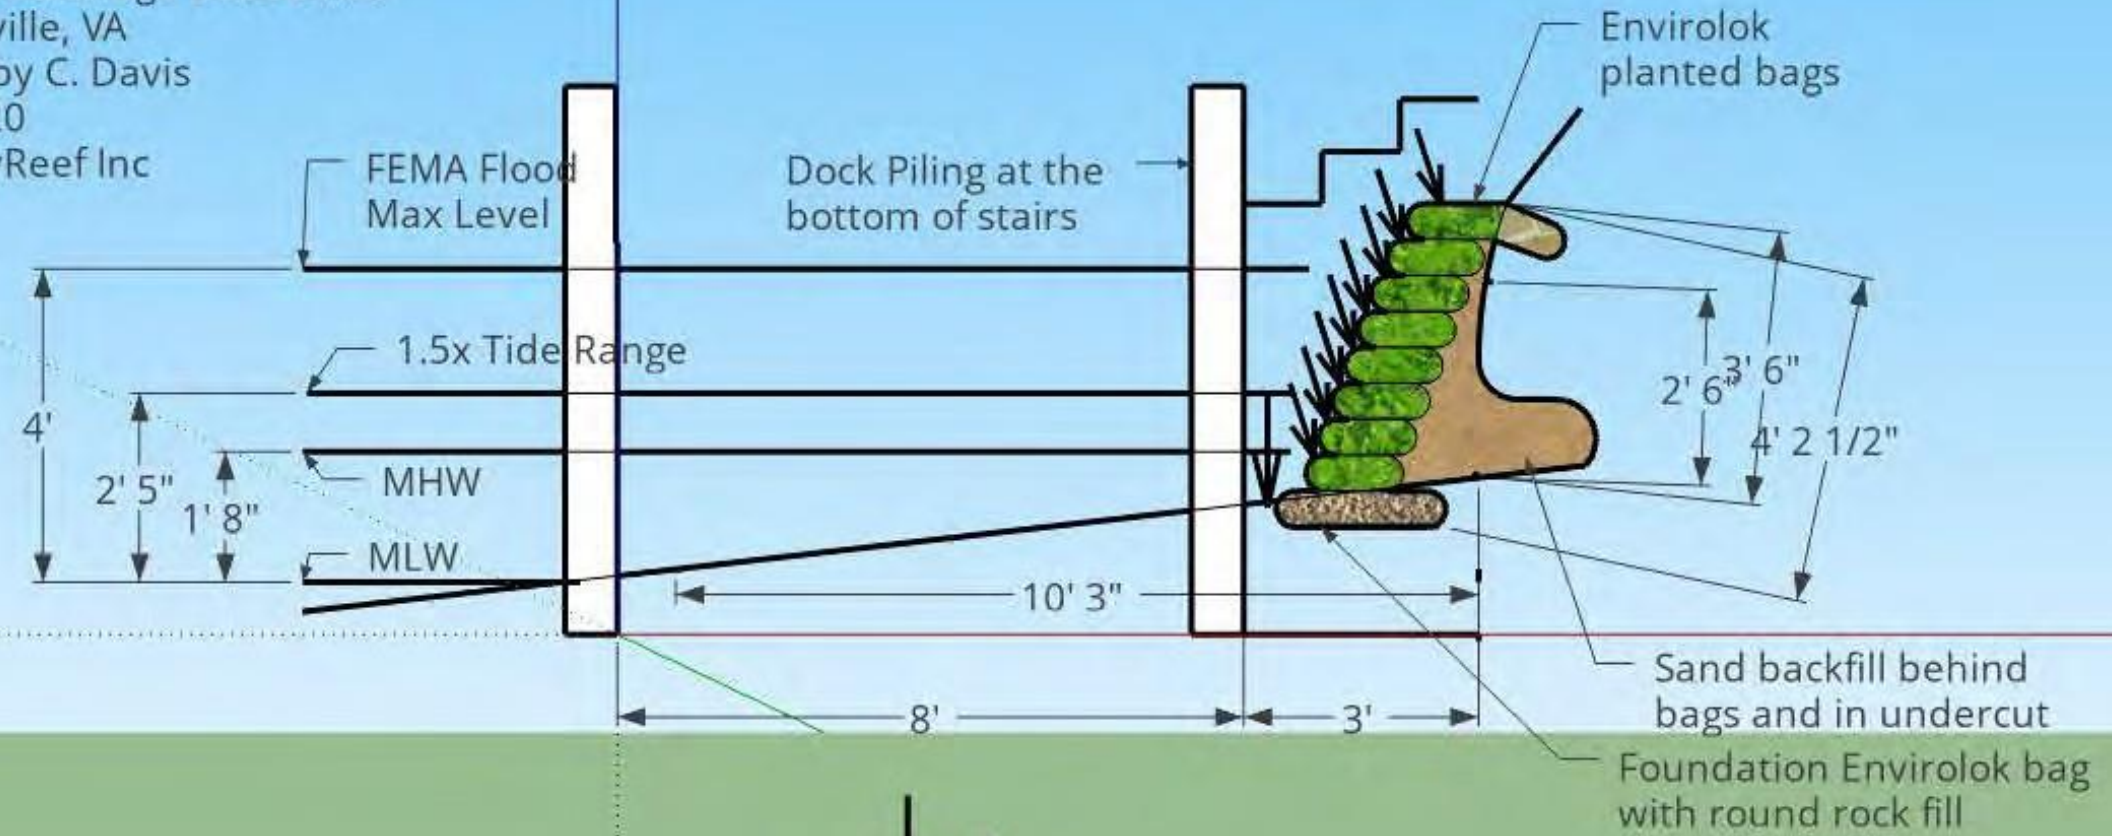 ville, VA
by C. Davis
Reef Inc
Envirolok
planted bags
FEMA Flood
Max Level
Dock Piling at the
bottom of stairs
1.5x Tide Range
4'
2' 5"
1' 8"
MHW
MLW
2' 6"
3' 6"
4' 2 1/2"
10' 3"
8'
3'
Sand backfill behind
bags and in undercut
Foundation Envirolok bag
with round rock fill